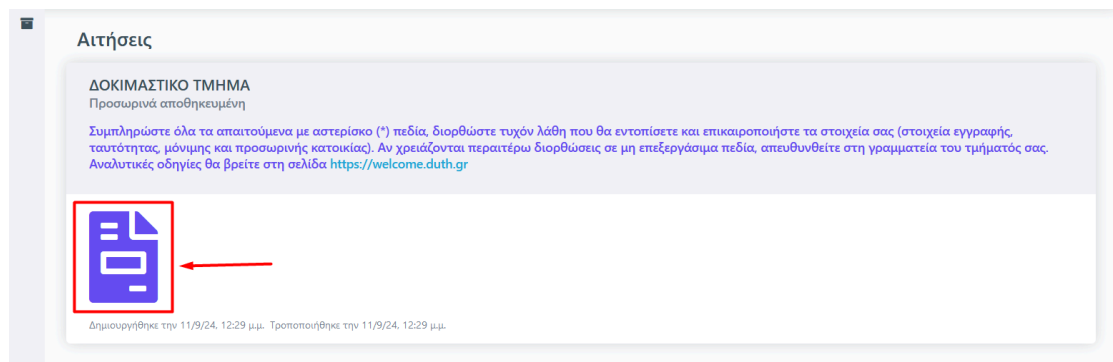 Αιτήσεις
ΔΟΚΙΜΑΣΤΙΚΟ ΤΜΗΜΑ
Προσωρινά αποθηκευμένη
Συμπληρώστε όλα τα απαιτούμενα με αστερίσκο (*) πεδία, διορθώστε τυχόν λάθη που θα εντοπίσετε και επικαιροποιήστε τα στοιχεία σας (στοιχεία εγγραφής,
ταυτότητας, μόνιμης και προσωρινής κατοικίας). Αν χρειάζονται περαιτέρω διορθώσεις σε μη επεξεργάσιμα πεδία, απευθυνθείτε στη γραμματεία του τμήματός σας.
Αναλυτικές οδηγίες θα βρείτε στη σελίδα https://welcome.duth.gr
Δημιουργήθηκε την 11/9/24, 12:29 μ.μ. Τροποποιήθηκε την 11/9/24, 12:29 μ.μ.